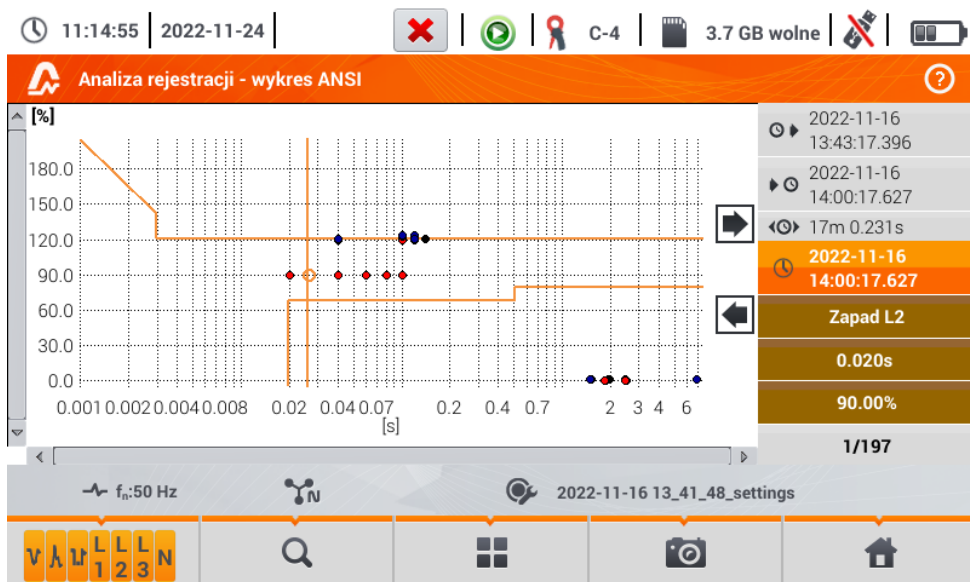 11:14:55 2022-11-24 C-4 3.7 GB wolne
Analiza rejestracji - wykres ANSI ?
[%]
180.0
150.0
120.0
90.0
60.0
30.0
0.0
0.001 0.002 0.004 0.008 0.02 0.04 0.07 0.2 0.4 0.7 2 3 4 6
[s]
2022-11-16
13:43:17.396
2022-11-16
14:00:17.627
17m 0.231s
2022-11-16
14:00:17.627
Zapad L2
0.020s
90.00%
1/197
fn:50 Hz N 2022-11-16 13_41_48_settings
L1 L2 L3 N